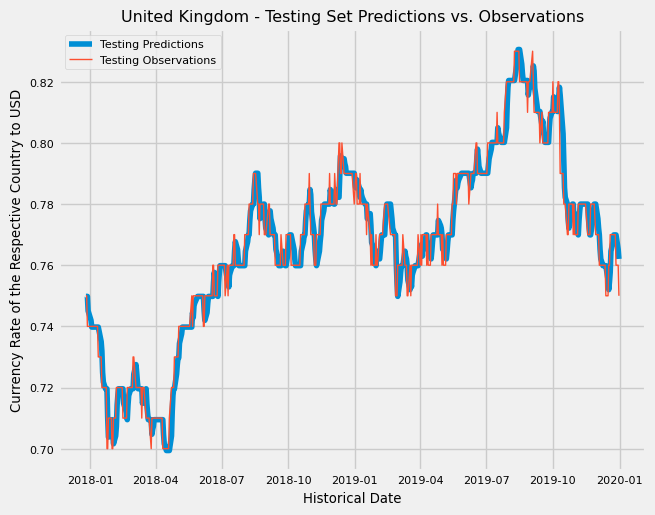 United Kingdom - Testing Set Predictions vs. Observations
Testing Predictions
Testing Observations
Currency Rate of the Respective Country to USD
0.82
0.80
0.78
0.76
0.74
0.72
0.70
2018-01 2018-04 2018-07 2018-10 2019-01 2019-04 2019-07 2019-10 2020-01
Historical Date